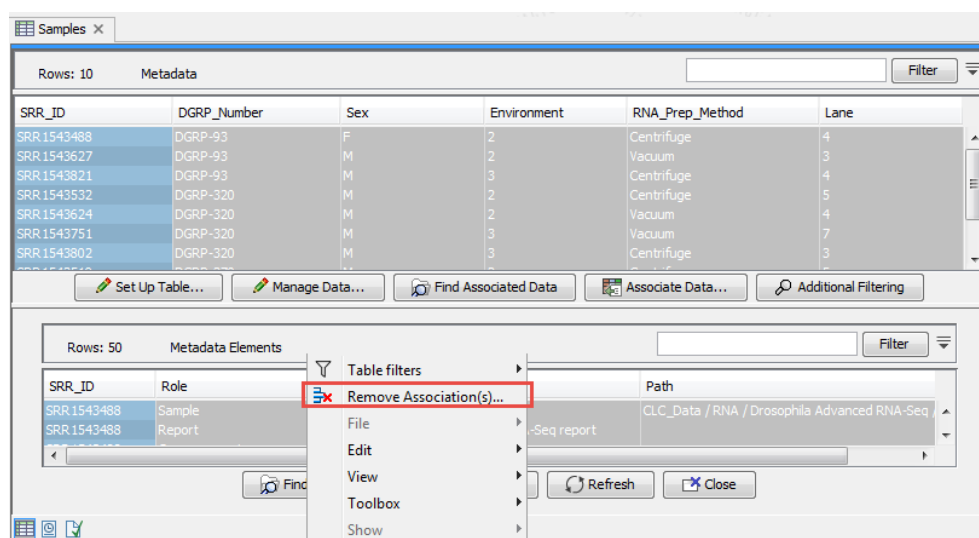 Samples
Rows: 10 Metadata Filter
SRR_ID DGRP_Number Sex Environment RNA_Prep_Method Lane
SRR1543488 DGRP-93 F 2 Centrifuge 4
SRR1543627 DGRP-93 M 2 Vacuum 3
SRR1543821 DGRP-93 M 3 Centrifuge 4
SRR1543532 DGRP-320 M 2 Centrifuge 5
SRR1543624 DGRP-320 M 2 Vacuum 4
SRR1543751 DGRP-320 M 3 Vacuum 7
SRR1543802 DGRP-320 M 3 Centrifuge 3
Set Up Table... Manage Data... Find Associated Data Associate Data... Additional Filtering
Rows: 50 Metadata Elements Filter
SRR_ID Role Path
SRR1543488 Sample CLC_Data / RNA / Drosophila Advanced RNA-Seq /
SRR1543488 Report -Seq report
Table filters
Remove Association(s)...
File
Edit
View
Toolbox
Show
Find Refresh Close